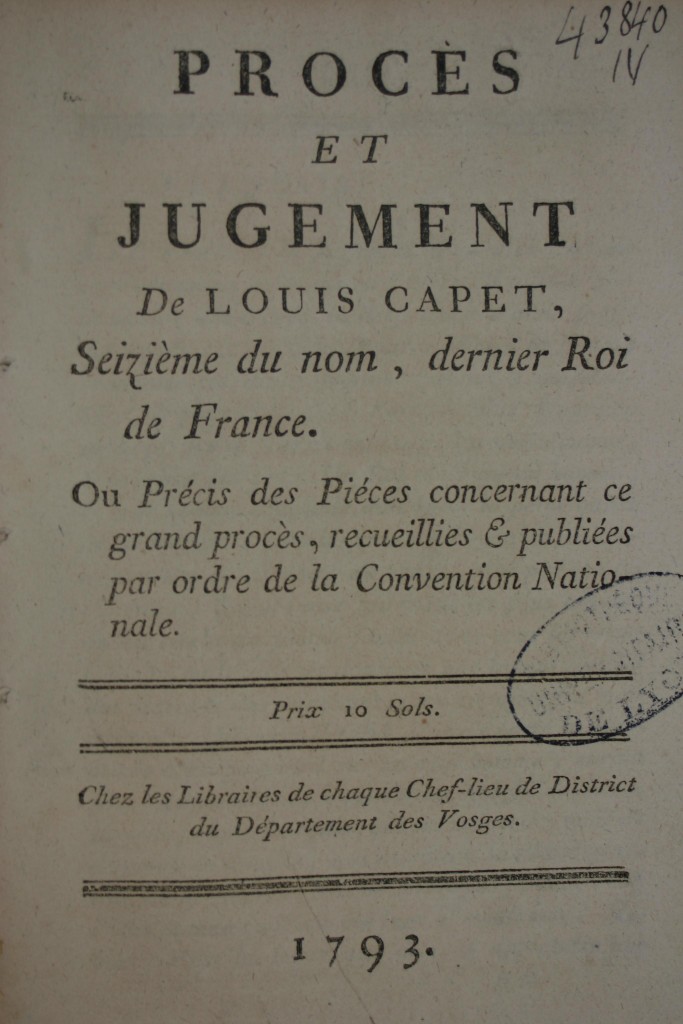 43840
IV
PROCÈS
ET
JUGEMENT
De LOUIS CAPET,
Seizième du nom , dernier Roi
de France.
Ou Précis des Piéces concernant ce
grand procès, recueillies & publiées
par ordre de la Convention Natio-
nale.
Prix 10 Sols.
DE LYO
Chez les Libraires de chaque Chef-lieu de District
du Département des Vosges.
1793.